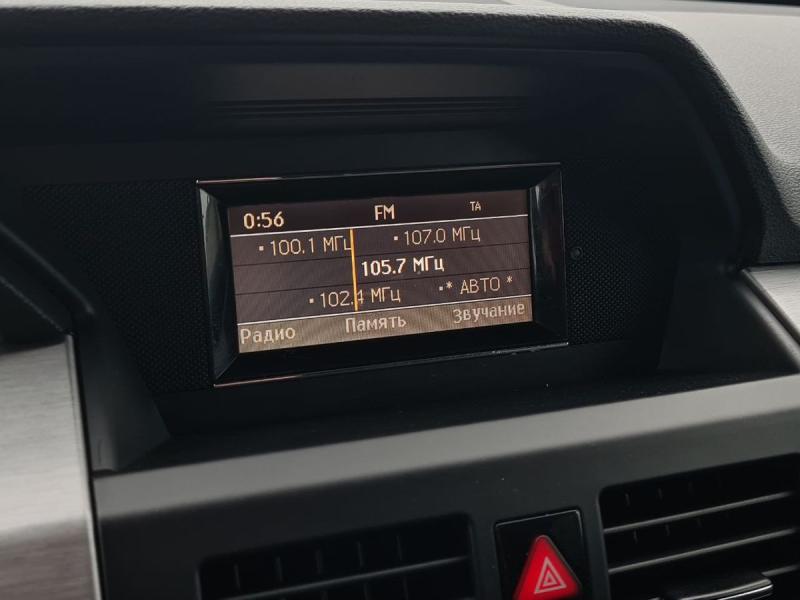 0:56 FM TA
100.1 МГц 107.0 МГц
105.7 МГц
102.4 МГц * АВТО *
Радио Память Звучание